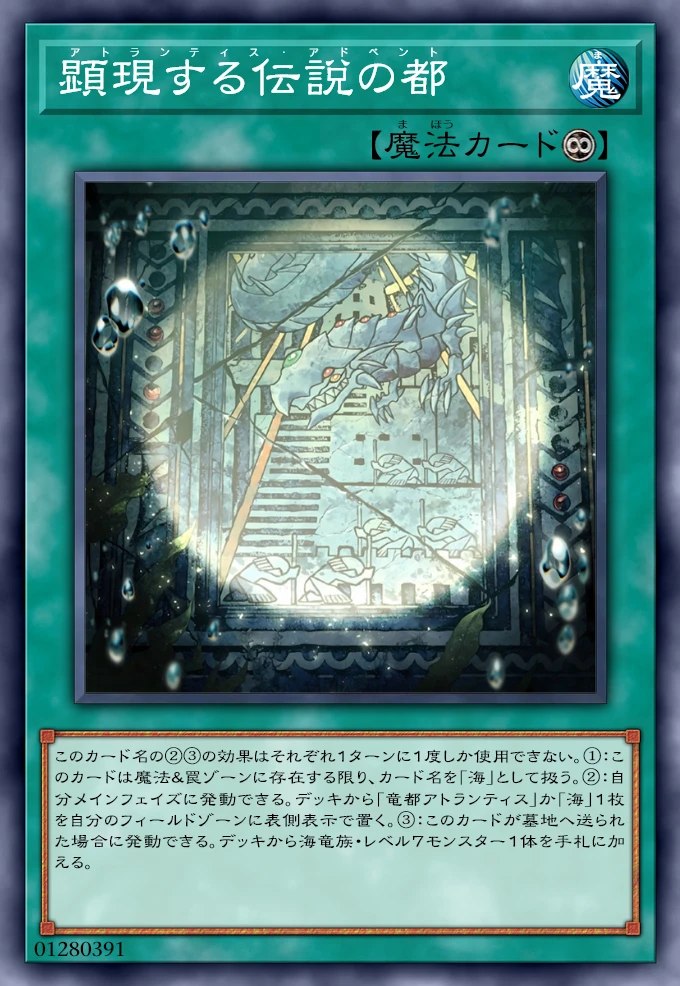 アトランティス・アドベント
顕現する伝説の都
魔
ま
ま ほう
【魔法カード♾】
このカード名の②③の効果はそれぞれ1ターンに1度しか使用できない。①：こ
のカードは魔法&罠ゾーンに存在する限り、カード名を「海」として扱う。②：自
分メインフェイズに発動できる。デッキから「竜都アトランティス」か「海」1枚
を自分のフィールドゾーンに表側表示で置く。③：このカードが墓地へ送られ
た場合に発動できる。デッキから海竜族・レベル7モンスター1体を手札に加
える。
01280391